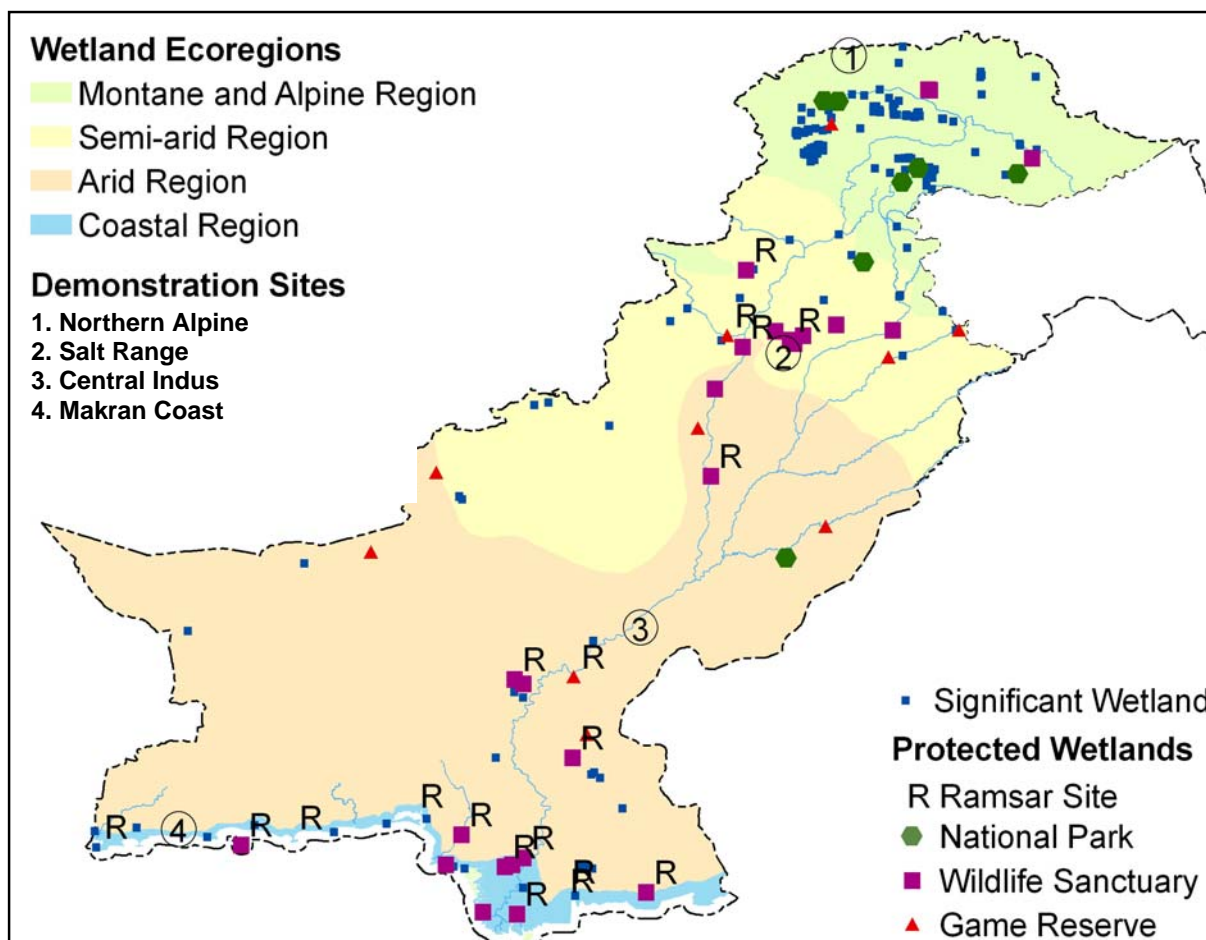 Wetland Ecoregions
Montane and Alpine Region
Semi-arid Region
Arid Region
Coastal Region
Demonstration Sites
1. Northern Alpine
2. Salt Range
3. Central Indus
4. Makran Coast
1
R
R
R
R
2
R
3
R
R
R
R
R
R
R
R
4
R
R
R
R
R
R
Significant Wetland
Protected Wetlands
R Ramsar Site
National Park
Wildlife Sanctuary
Game Reserve